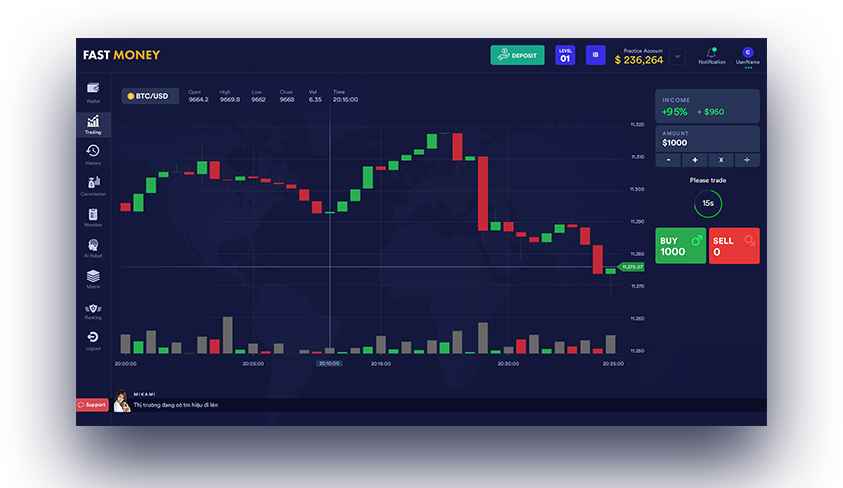 FAST MONEY
DEPOSIT
LEVEL
01
IB
Practice Account
$ 236,264
Notification
C
UserName
Wallet
Trading
History
Commission
Member
AI Robot
Matrix
Ranking
Logout
BTC/USD
Open High Low Close Vol Time
9664.2 9669.8 9662 9668 6.35 20:15:00
11.320
11.310
11.300
11.290
11.280
11,275.07
11.270
11.260
11.250
20:00:00 20:05:00 20:10:00 20:15:00 20:30:00 20:35:00
INCOME
+95% + $950
AMOUNT
$1000
- + x ÷
Please trade
15s
BUY
1000
SELL
0
Support
MIKAMI
Thị trường đang có tín hiệu đi lên